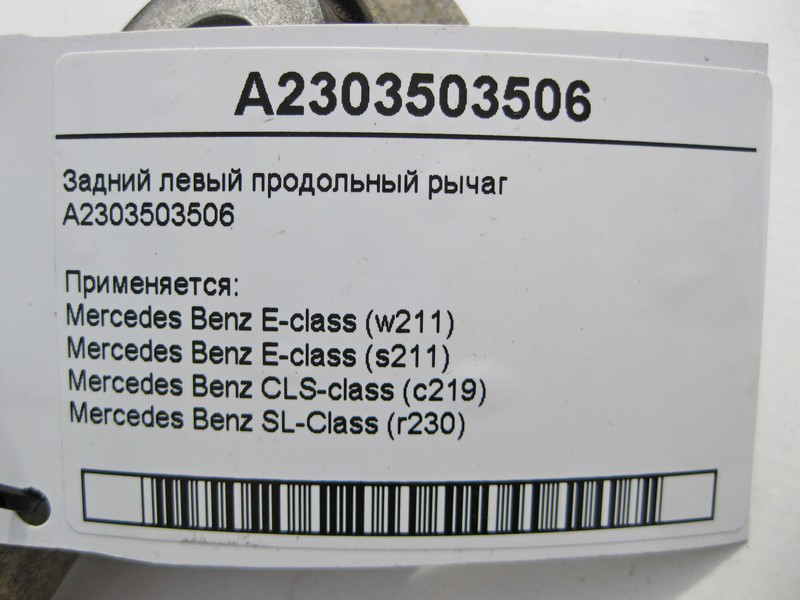 A2303503506
Задний левый продольный рычаг
A2303503506
Применяется:
Mercedes Benz E-class (w211)
Mercedes Benz E-class (s211)
Mercedes Benz CLS-class (c219)
Mercedes Benz SL-Class (r230)